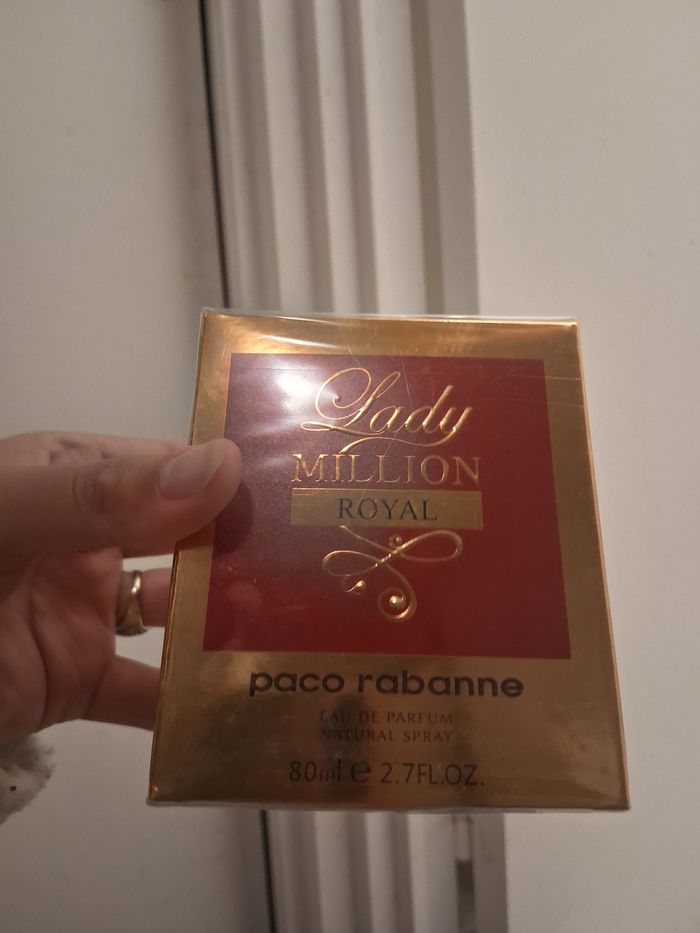 Lady
MILLION
ROYAL
paco rabanne
EAU DE PARFUM
NATURAL SPRAY
80ml e 2.7FL.OZ.